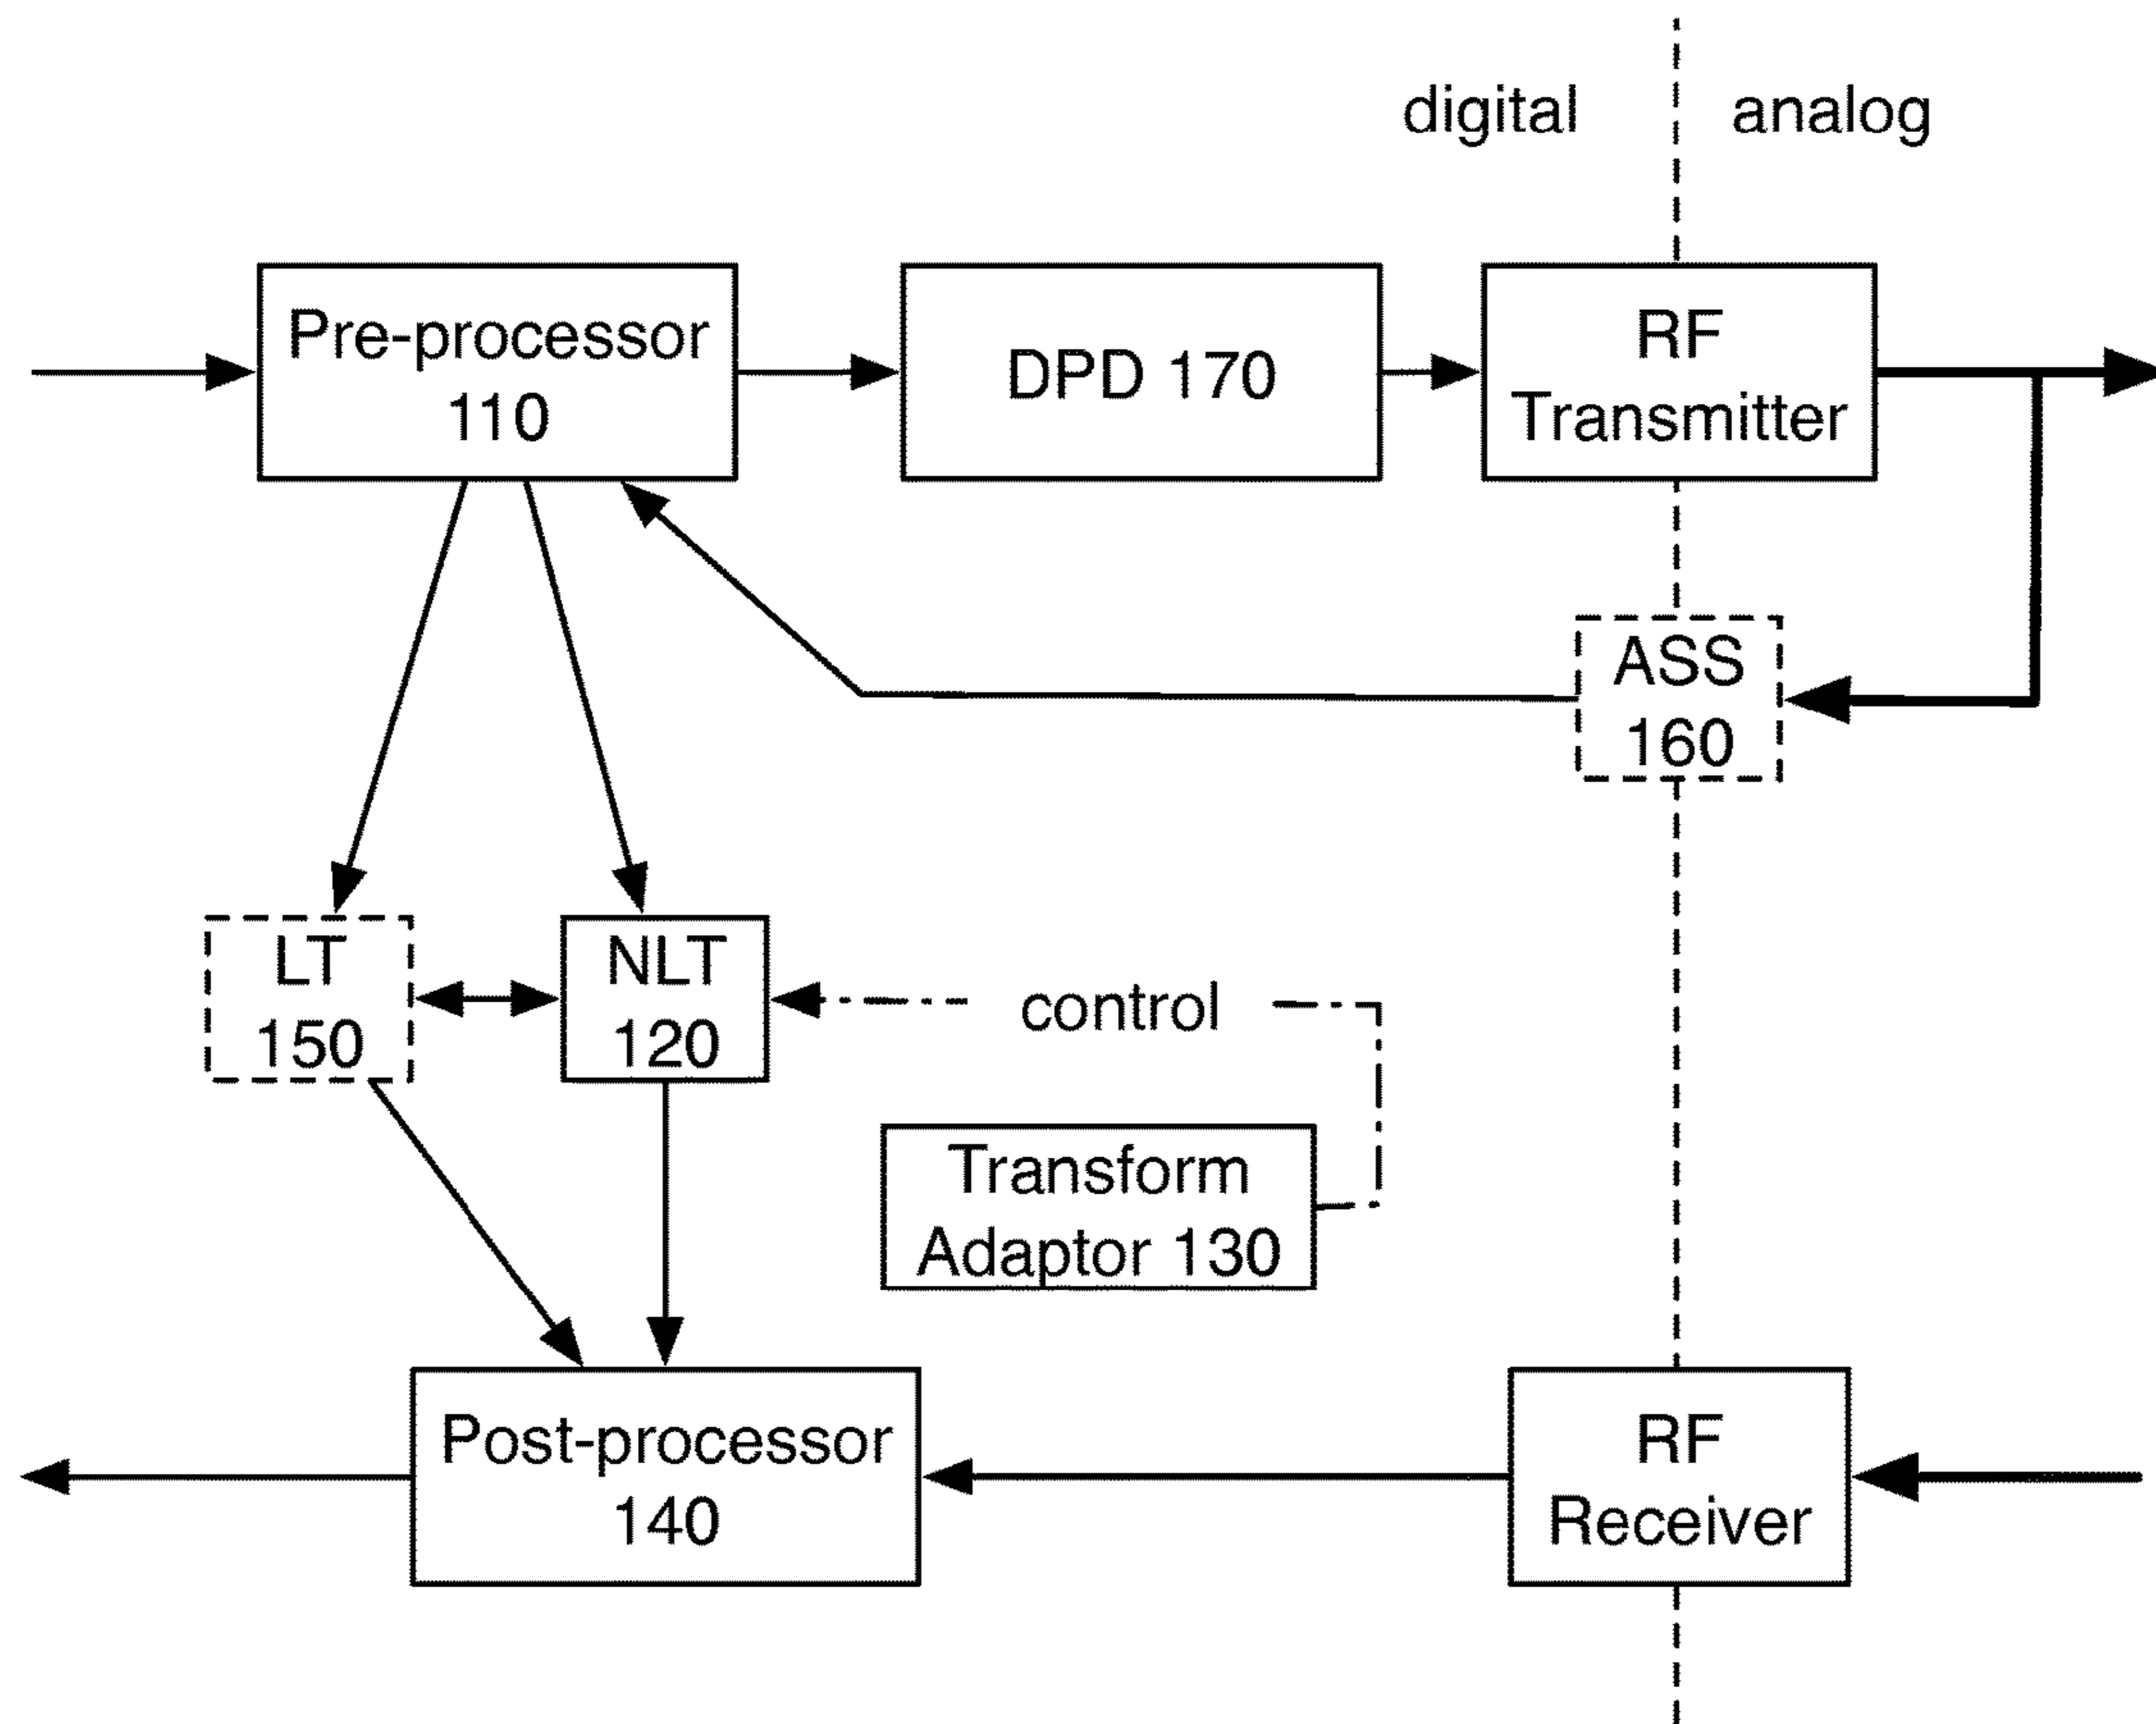 digital
analog
Pre-processor
110
DPD 170
RF
Transmitter
ASS
160
LT
150
NLT
120
control
Transform
Adaptor 130
Post-processor
140
RF
Receiver